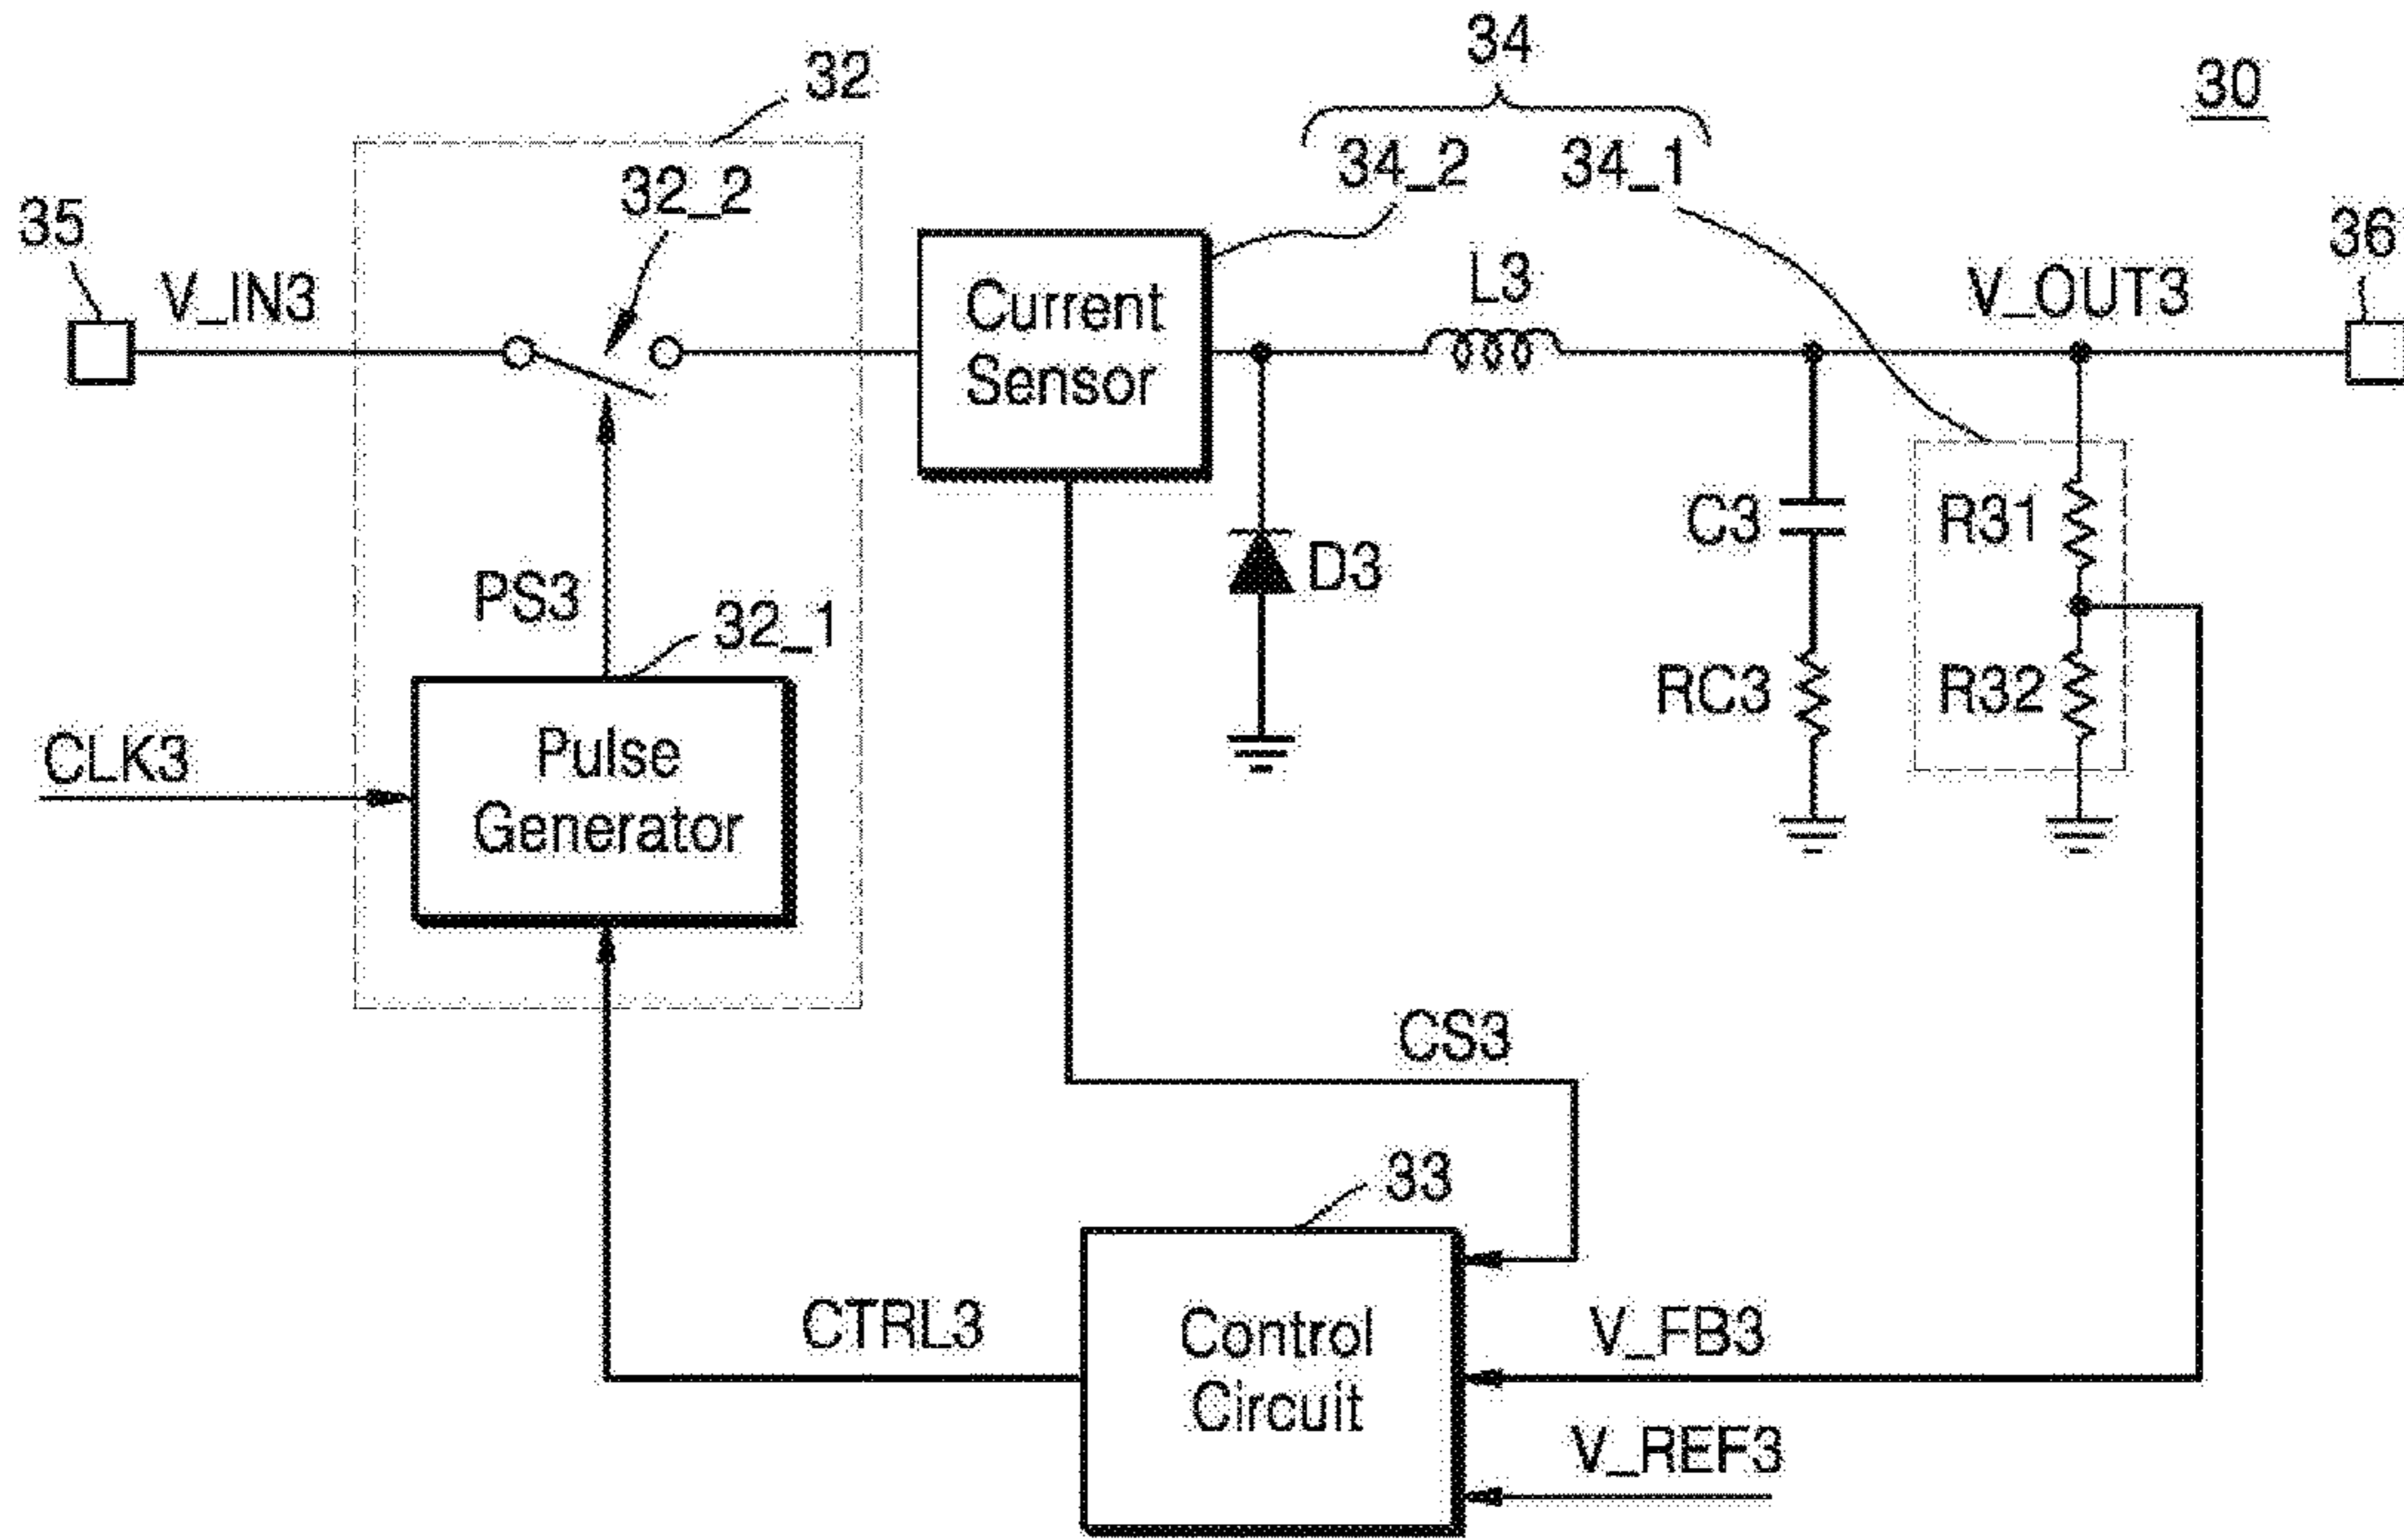 34
32
30
34_2
34_1
32_2
35
36
V_IN3
L3
V_OUT3
Current
Sensor
C3
R31
D3
PS3
32_1
RC3
R32
CLK3
Pulse
Generator
CS3
33
CTRL3
Control
Circuit
V_FB3
V_REF3